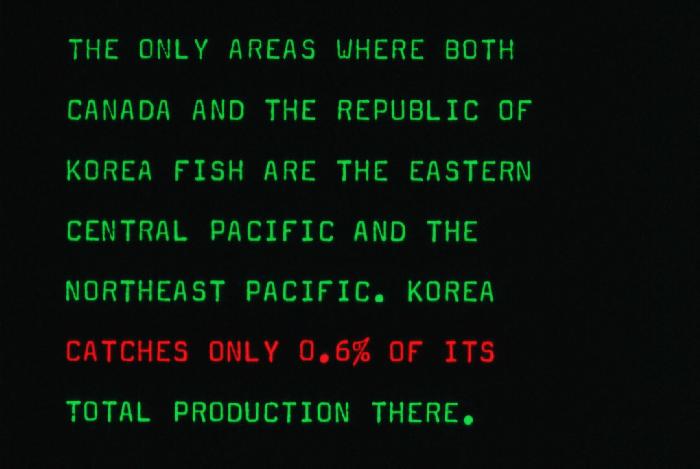 THE ONLY AREAS WHERE BOTH
CANADA AND THE REPUBLIC OF
KOREA FISH ARE THE EASTERN
CENTRAL PACIFIC AND THE
NORTHEAST PACIFIC. KOREA
CATCHES ONLY 0.6% OF ITS
TOTAL PRODUCTION THERE.